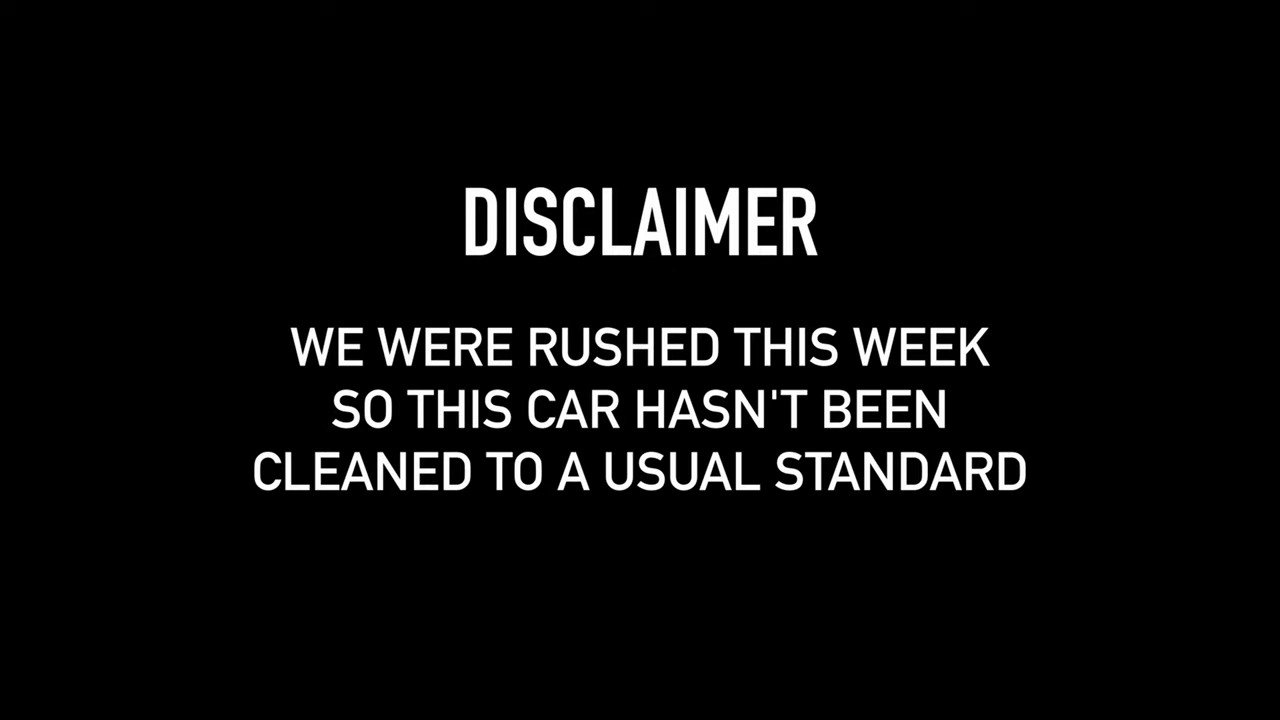 DISCLAIMER
WE WERE RUSHED THIS WEEK
SO THIS CAR HASN'T BEEN
CLEANED TO A USUAL STANDARD